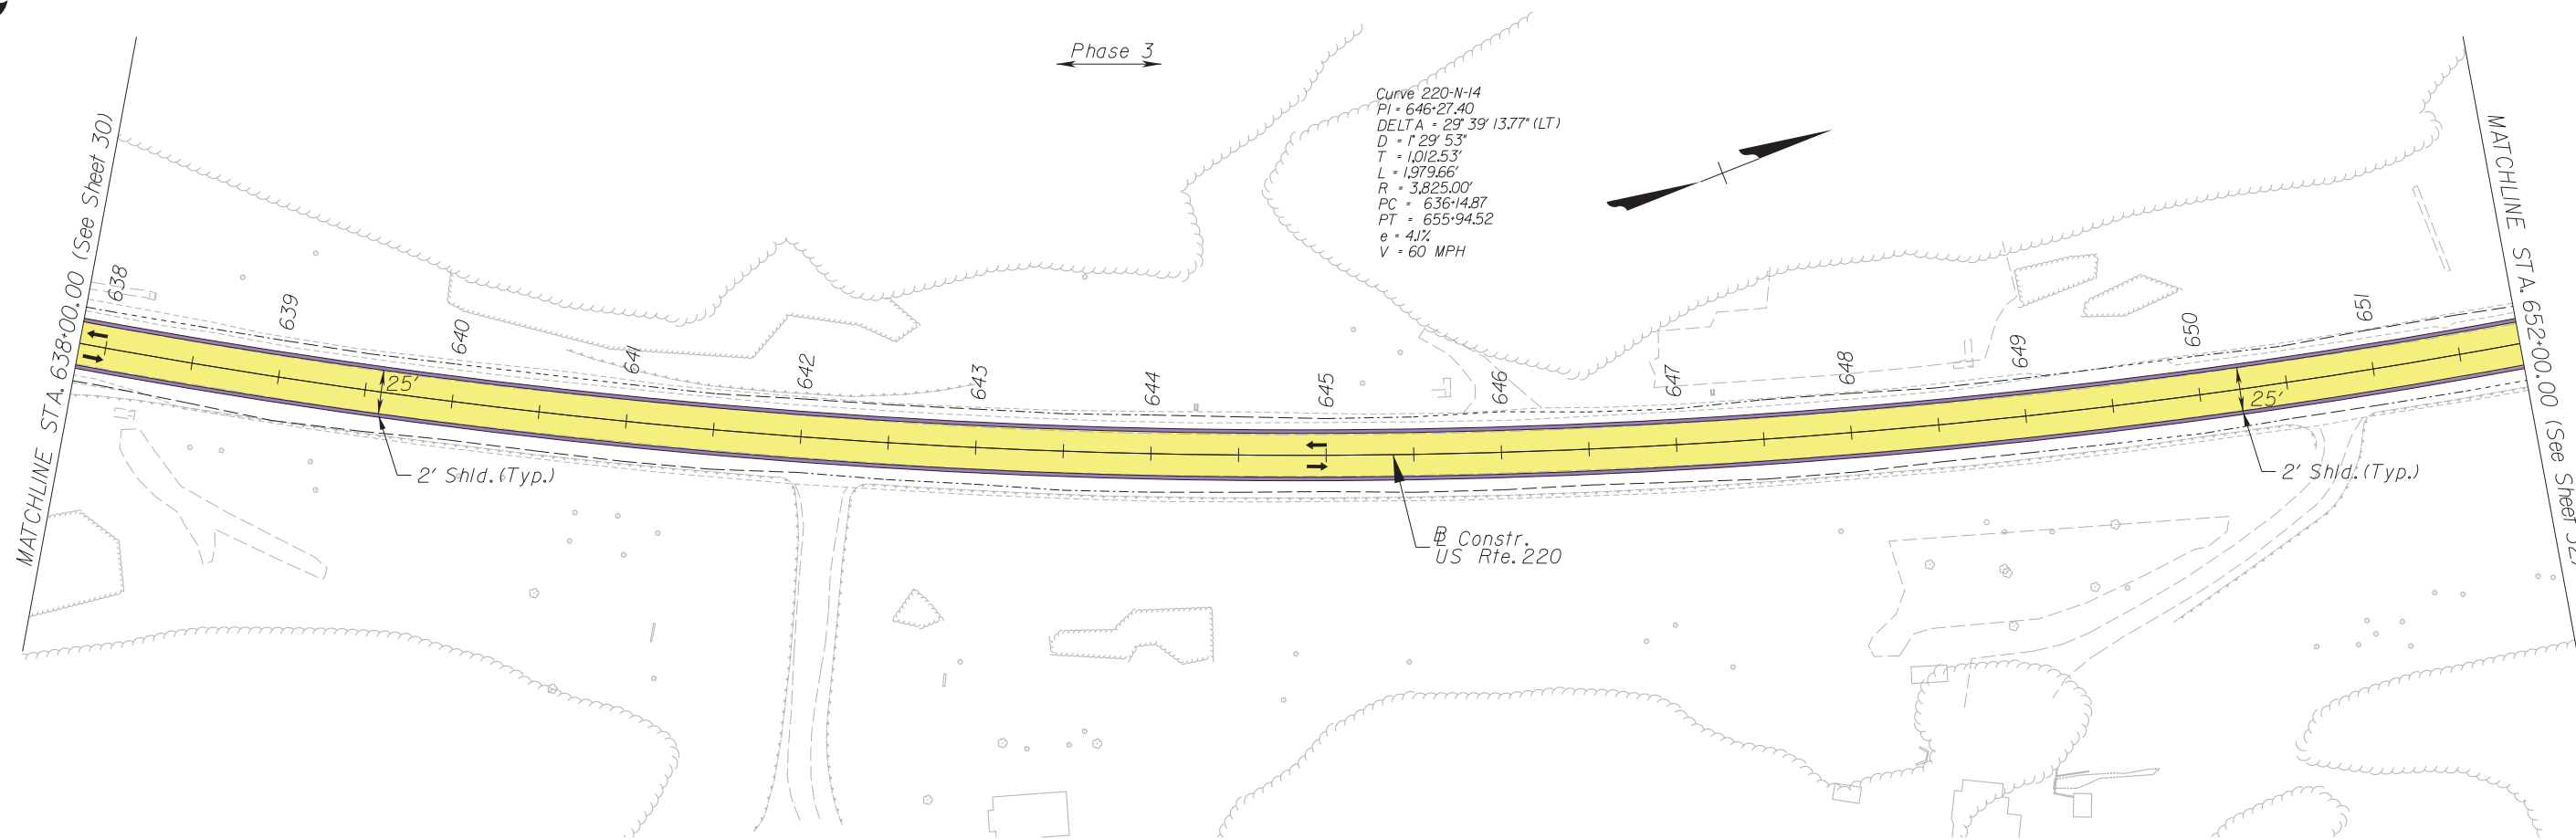 Phase 3
Curve 220-N-14
PI = 646+27.40
DELTA = 29° 39' 13.77" (LT)
D = 1° 29' 53"
T = 1,012.53'
L = 1,979.66'
R = 3,825.00'
PC = 636+14.87
PT = 655+94.52
e = 4.1%
V = 60 MPH
MATCHLINE STA. 638+00.00 (See Sheet 30)
638
639
640
641
642
643
644
645
646
647
648
649
650
651
MATCHLINE STA. 652+00.00 (See Sheet 32)
25'
25'
2' Shld. (Typ.)
2' Shld. (Typ.)
BL Constr.
US Rte. 220